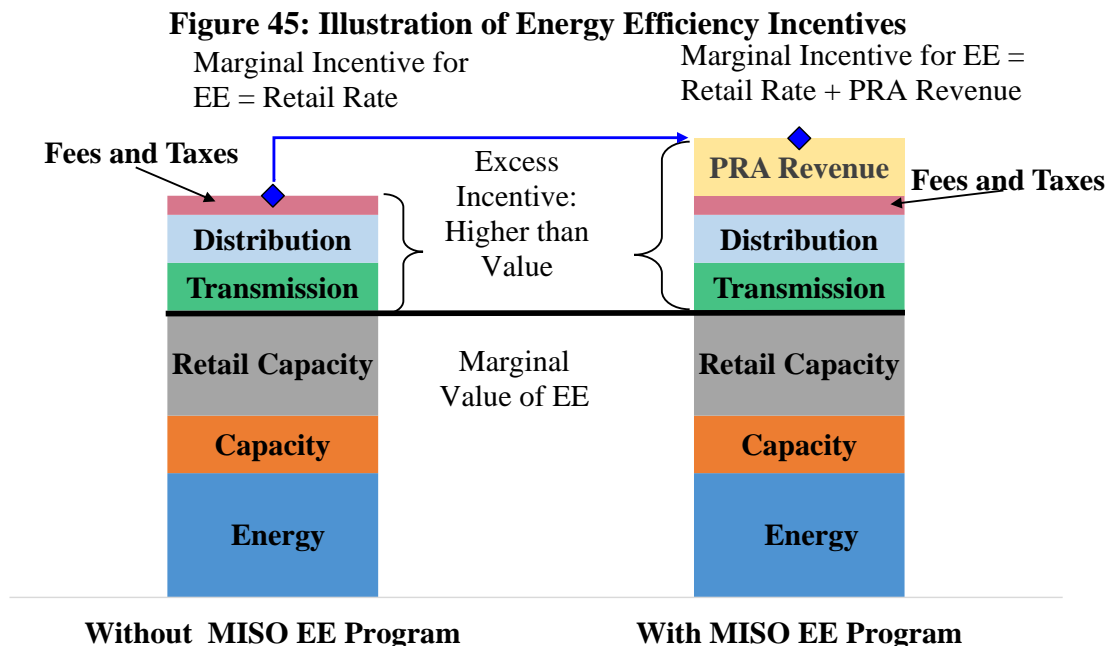 Figure 45: Illustration of Energy Efficiency Incentives
Marginal Incentive for
EE = Retail Rate
Marginal Incentive for EE =
Retail Rate + PRA Revenue
Fees and Taxes
Excess
Incentive:
Higher than
Value
PRA Revenue
Fees and Taxes
Distribution
Distribution
Transmission
Transmission
Retail Capacity
Marginal
Value of EE
Retail Capacity
Capacity
Capacity
Energy
Energy
Without MISO EE Program
With MISO EE Program